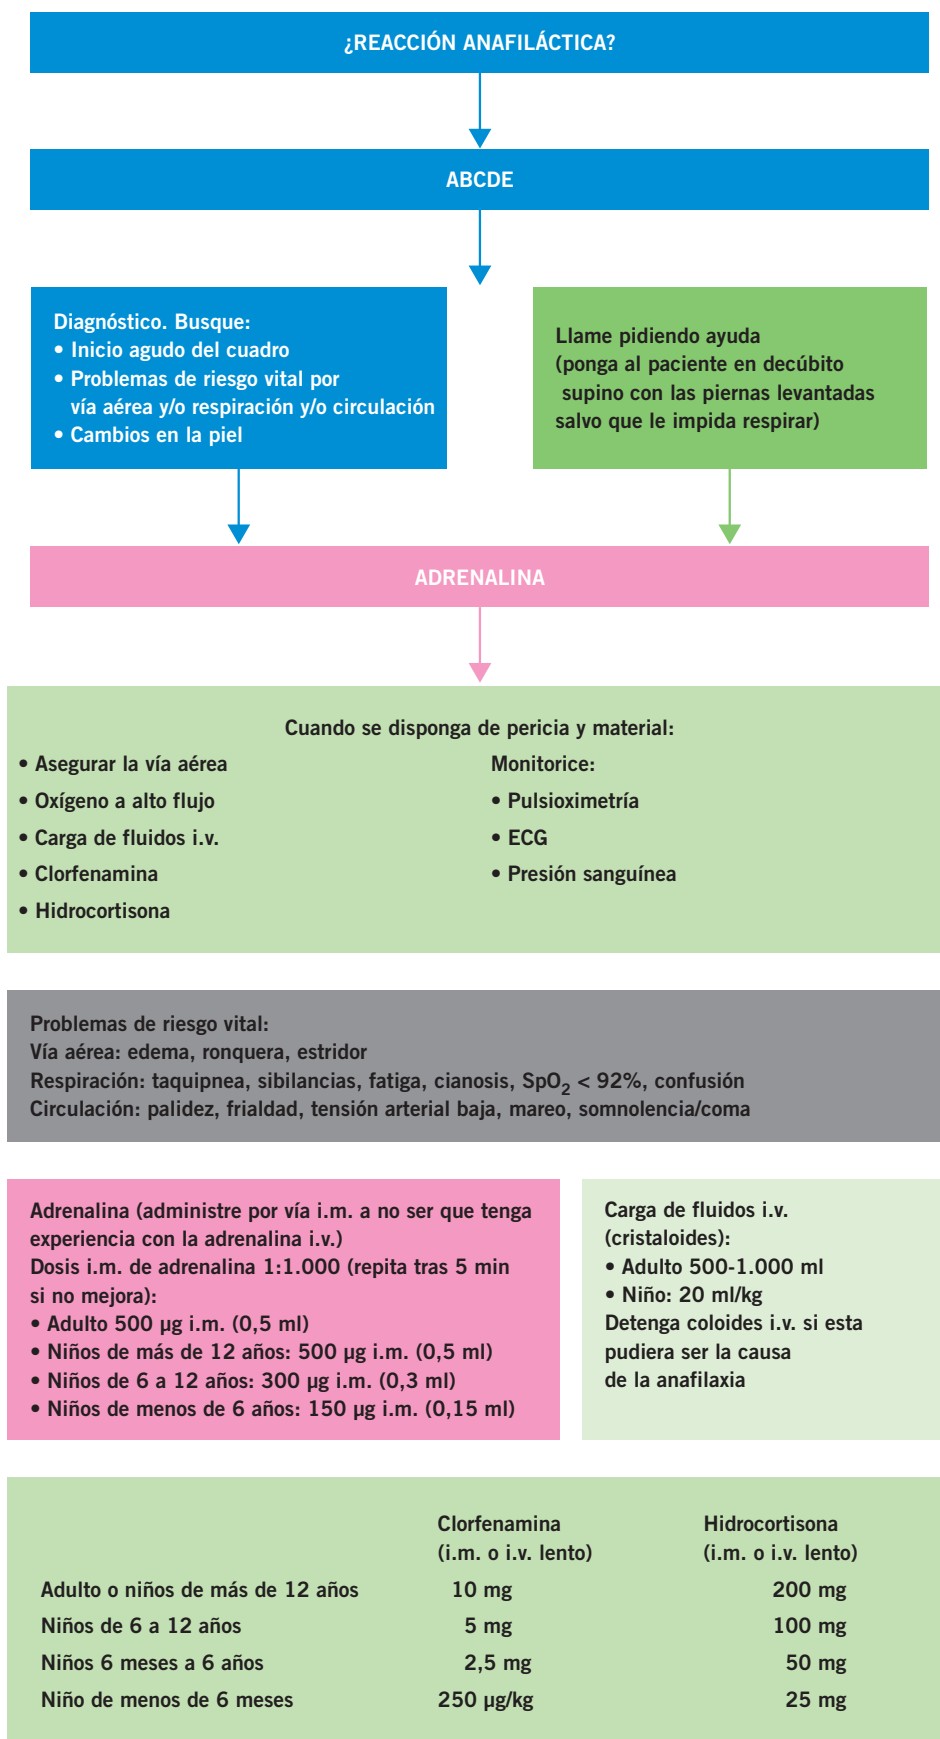 ¿REACCIÓN ANAFILÁCTICA?
ABCDE
Diagnóstico. Busque:
• Inicio agudo del cuadro
• Problemas de riesgo vital por
vía aérea y/o respiración y/o circulación
• Cambios en la piel
Llame pidiendo ayuda
(ponga al paciente en decúbito
supino con las piernas levantadas
salvo que le impida respirar)
ADRENALINA
Cuando se disponga de pericia y material:
• Asegurar la vía aérea
• Oxígeno a alto flujo
• Carga de fluidos i.v.
• Clorfenamina
• Hidrocortisona
Monitorice:
• Pulsioximetría
• ECG
• Presión sanguínea
Problemas de riesgo vital:
Vía aérea: edema, ronquera, estridor
Respiración: taquipnea, sibilancias, fatiga, cianosis, SpO₂ < 92%, confusión
Circulación: palidez, frialdad, tensión arterial baja, mareo, somnolencia/coma
Adrenalina (administre por vía i.m. a no ser que tenga
experiencia con la adrenalina i.v.)
Dosis i.m. de adrenalina 1:1.000 (repita tras 5 min
si no mejora):
• Adulto 500 µg i.m. (0,5 ml)
• Niños de más de 12 años: 500 µg i.m. (0,5 ml)
• Niños de 6 a 12 años: 300 µg i.m. (0,3 ml)
• Niños de menos de 6 años: 150 µg i.m. (0,15 ml)
Carga de fluidos i.v.
(cristaloides):
• Adulto 500-1.000 ml
• Niño: 20 ml/kg
Detenga coloides i.v. si esta
pudiera ser la causa
de la anafilaxia
Clorfenamina Hidrocortisona
(i.m. o i.v. lento) (i.m. o i.v. lento)
Adulto o niños de más de 12 años 10 mg 200 mg
Niños de 6 a 12 años 5 mg 100 mg
Niños 6 meses a 6 años 2,5 mg 50 mg
Niño de menos de 6 meses 250 µg/kg 25 mg